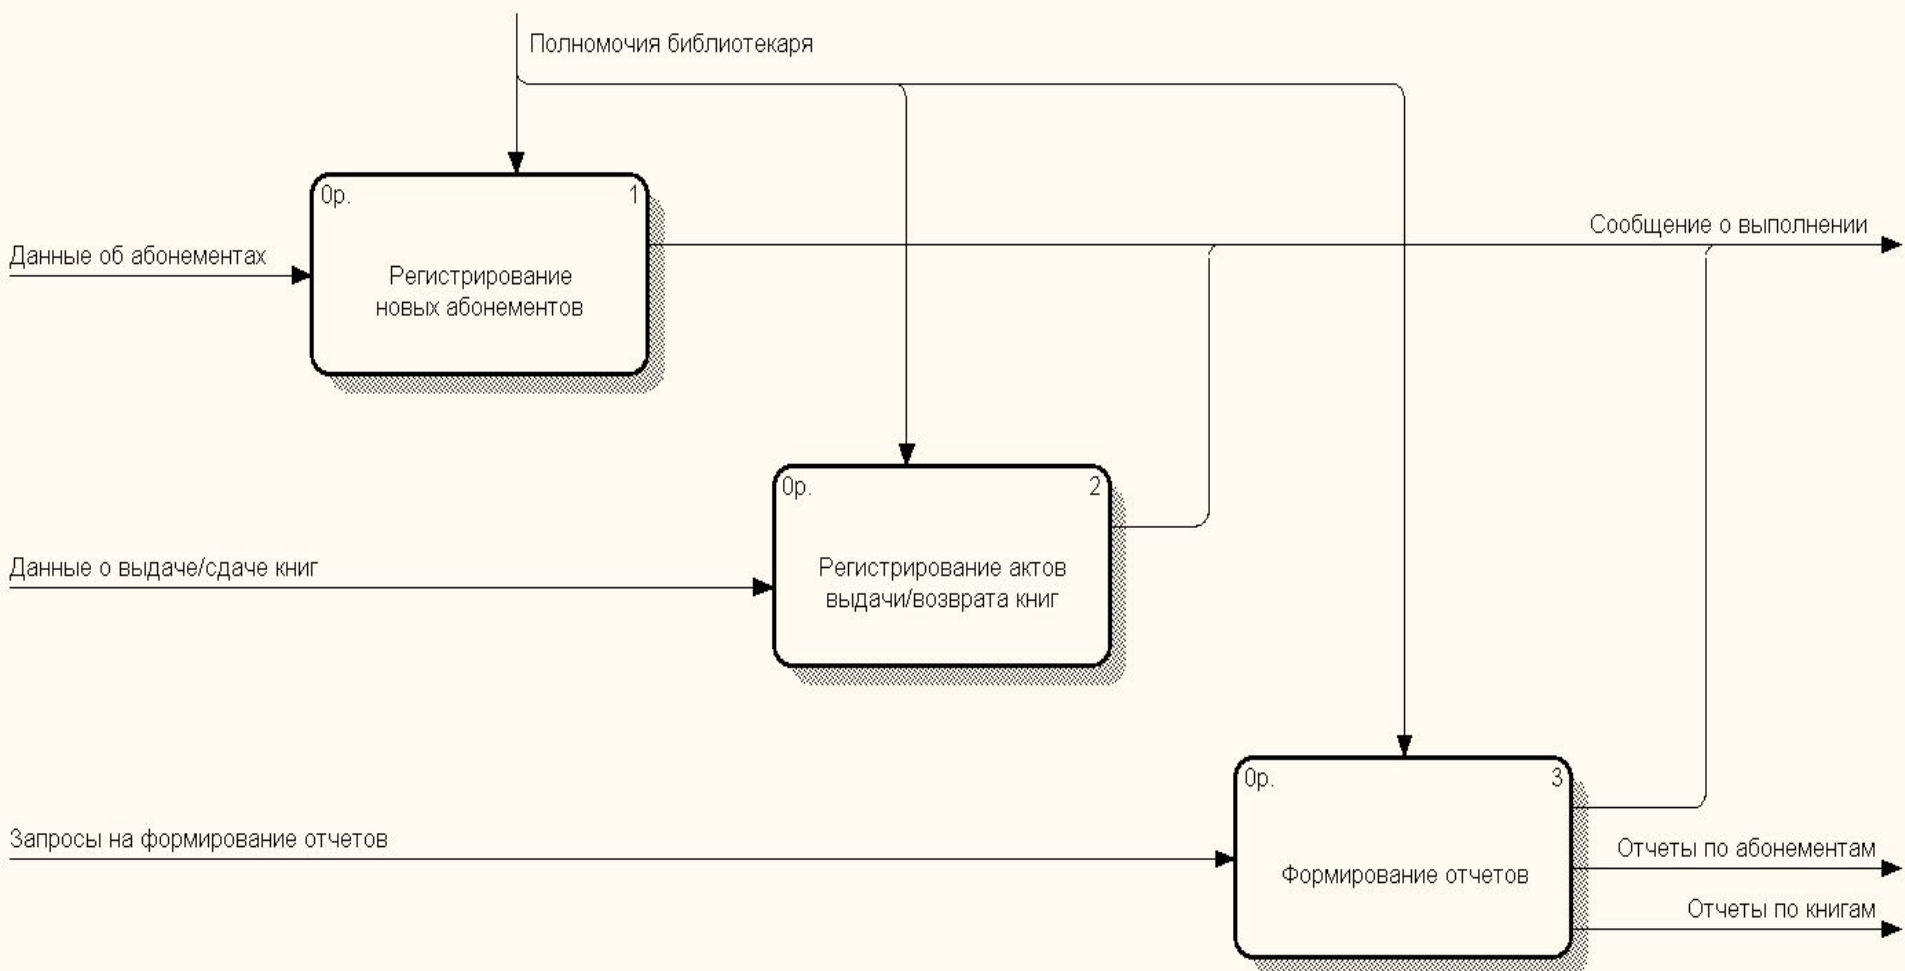 Полномочия библиотекаря
0р. 1
Сообщение о выполнении
Данные об абонементах
Регистрирование
новых абонементов
0р. 2
Данные о выдаче/сдаче книг
Регистрирование актов
выдачи/возврата книг
0р. 3
Запросы на формирование отчетов
Отчеты по абонементам
Формирование отчетов
Отчеты по книгам